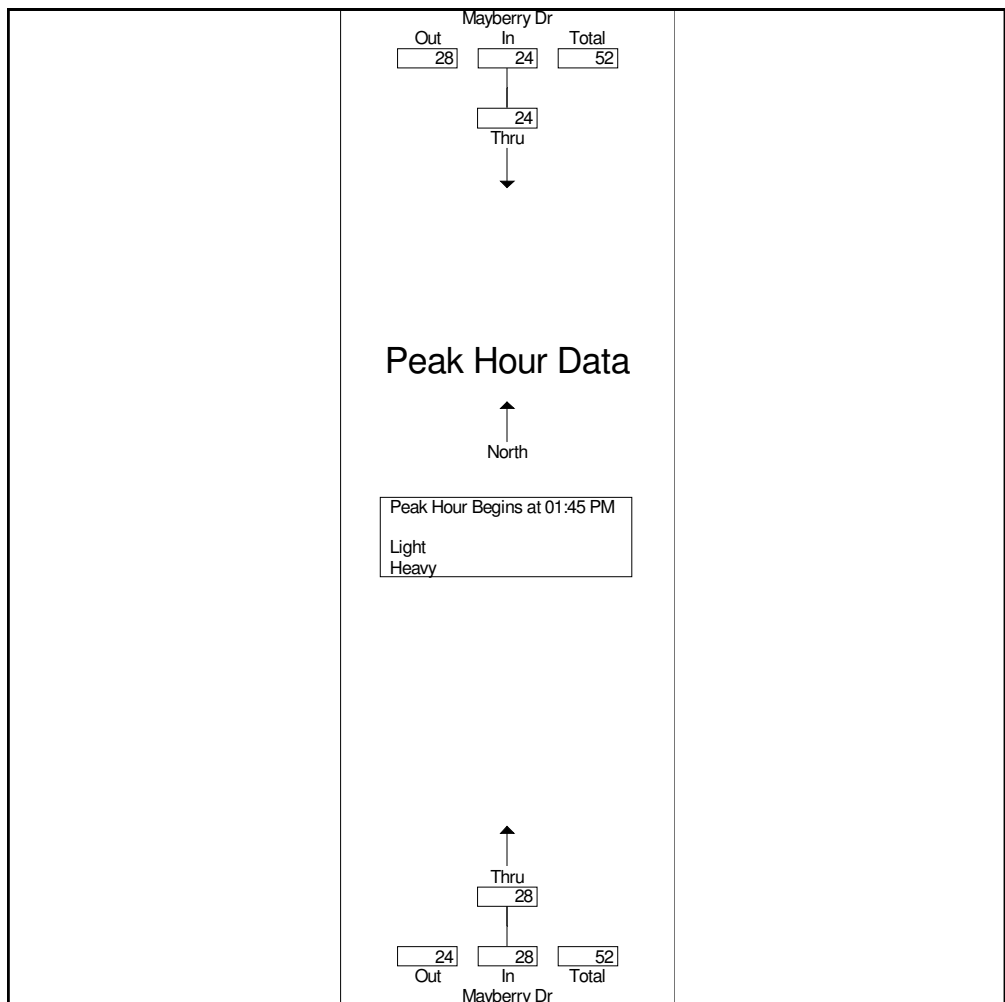 Mayberry Dr
Out In Total
28 24 52
24
Thru
Peak Hour Data
North
Peak Hour Begins at 01:45 PM
Light
Heavy
Thru
28
24 28 52
Out In Total
Mayberry Dr